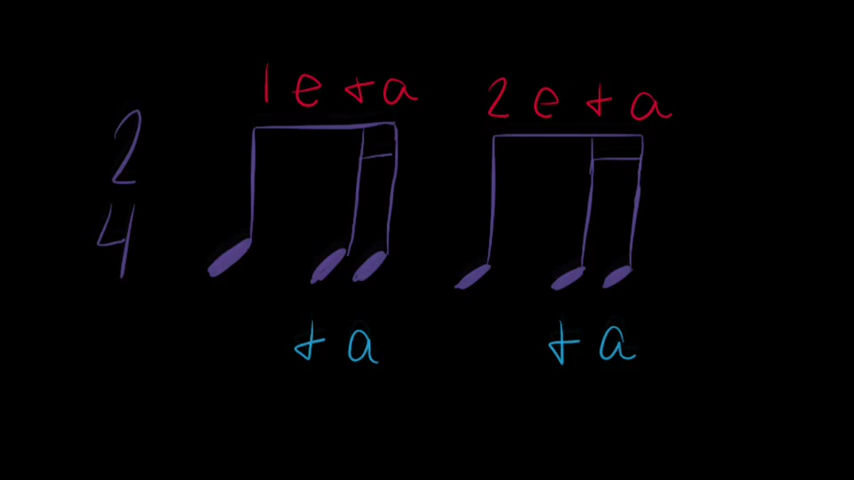 1 e + a 2 e + a
2
4
+ a + a